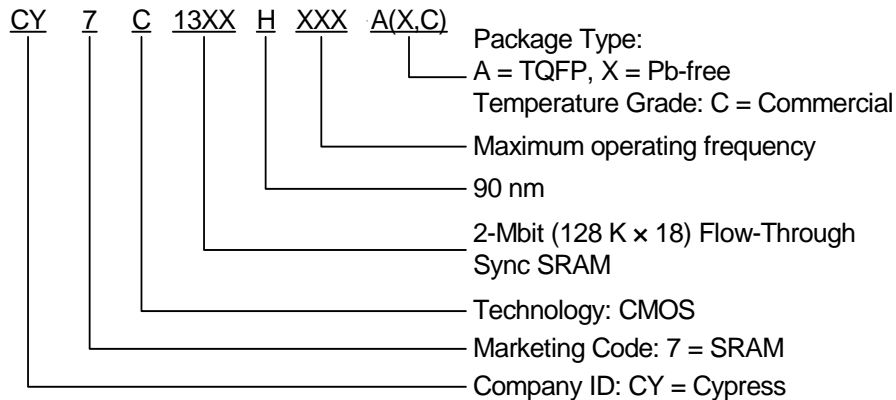 CY 7 C 13XX H XXX A(X,C)
Package Type:
A = TQFP, X = Pb-free
Temperature Grade: C = Commercial
Maximum operating frequency
90 nm
2-Mbit (128 K × 18) Flow-Through
Sync SRAM
Technology: CMOS
Marketing Code: 7 = SRAM
Company ID: CY = Cypress